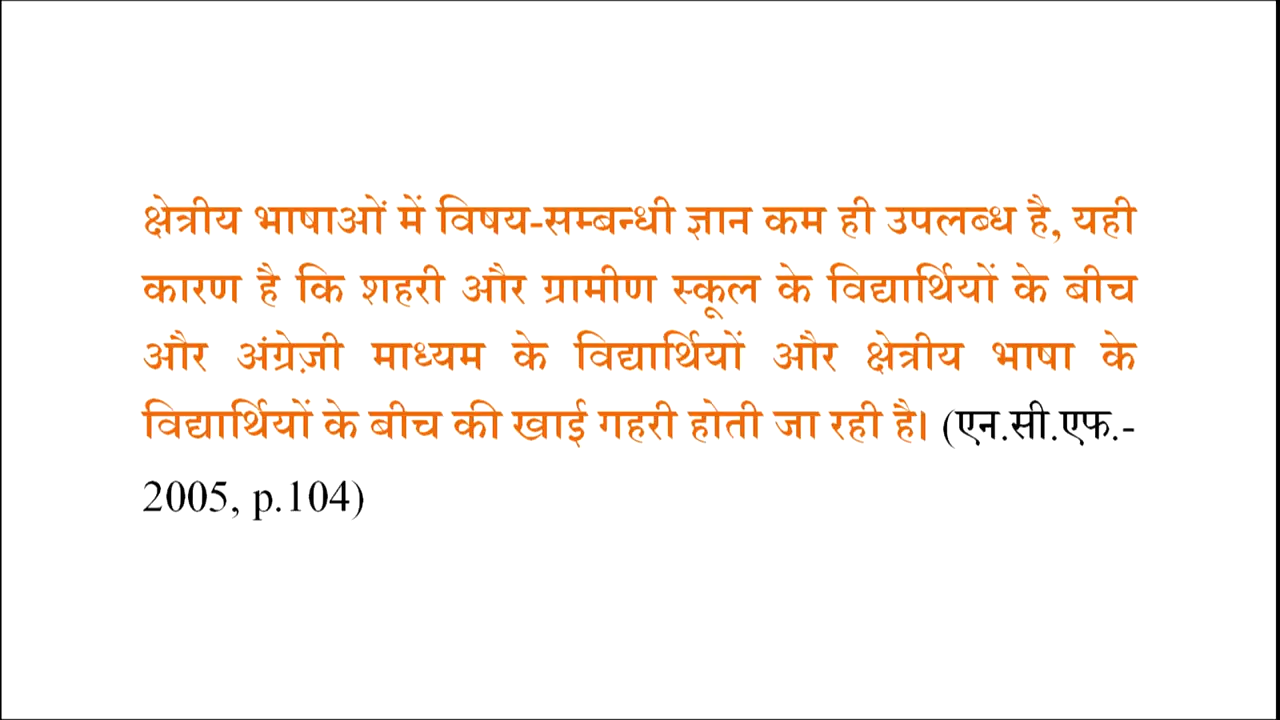 क्षेत्रीय भाषाओं में विषय-सम्बन्धी ज्ञान कम ही उपलब्ध है, यही
कारण है कि शहरी और ग्रामीण स्कूल के विद्यार्थियों के बीच
और अंग्रेज़ी माध्यम के विद्यार्थियों और क्षेत्रीय भाषा के
विद्यार्थियों के बीच की खाई गहरी होती जा रही है। (एन.सी.एफ.-
2005, p.104)